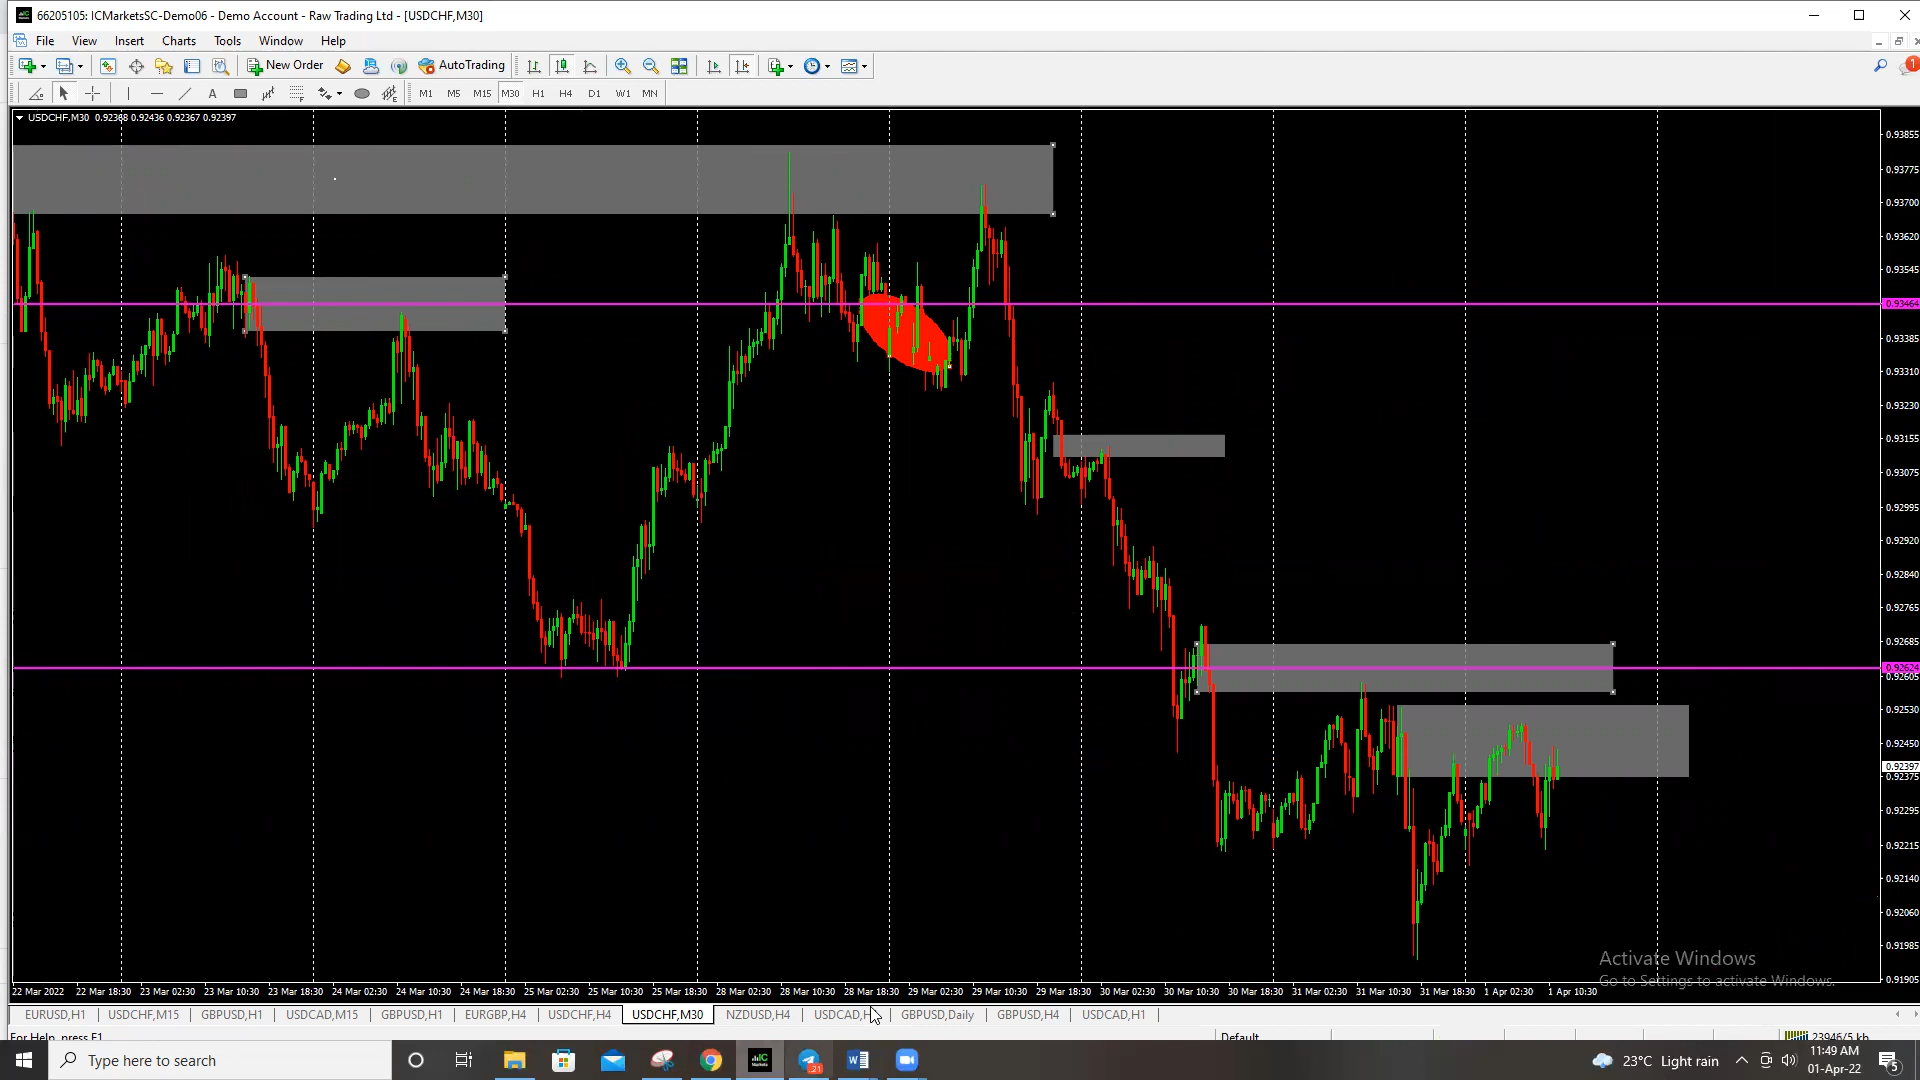 66205105: ICMarketsSC-Demo06 - Demo Account - Raw Trading Ltd - [USDCHF,M30]
File View Insert Charts Tools Window Help
New Order AutoTrading 1
A M1 M5 M15 M30 H1 H4 D1 W1 MN
USDCHF,M30 0.92388 0.92436 0.92367 0.92397
0.93855
0.93775
0.93700
0.93620
0.93545
0.93464
0.93385
0.93310
0.93230
0.93155
0.93075
0.92995
0.92920
0.92840
0.92765
0.92685
0.92624
0.92605
0.92530
0.92450
0.92397
0.92375
0.92295
0.92215
0.92140
0.92060
0.91985
0.91905
Activate Windows
Go to Settings to activate Windows.
22 Mar 2022 22 Mar 18:30 23 Mar 02:30 23 Mar 10:30 23 Mar 18:30 24 Mar 02:30 24 Mar 10:30 24 Mar 18:30 25 Mar 02:30 25 Mar 10:30 25 Mar 18:30 28 Mar 02:30 28 Mar 10:30 28 Mar 18:30 29 Mar 02:30 29 Mar 10:30 29 Mar 18:30 30 Mar 02:30 30 Mar 10:30 30 Mar 18:30 31 Mar 02:30 31 Mar 10:30 31 Mar 18:30 1 Apr 02:30 1 Apr 10:30
EURUSD,H1 USDCHF,M15 GBPUSD,H1 USDCAD,M15 GBPUSD,H1 EURGBP,H4 USDCHF,H4 USDCHF,M30 NZDUSD,H4 USDCAD,H GBPUSD,Daily GBPUSD,H4 USDCAD,H1
For Help, press F1 Default 23946/5 kb
Type here to search IC Markets 21 23°C Light rain 11:49 AM
01-Apr-22 5